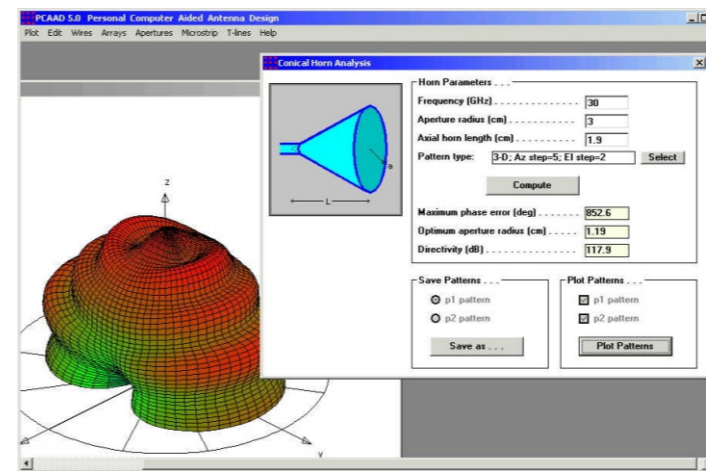 PCAAD 5.0 Personal Computer Aided Antenna Design
Plot Edit Wires Arrays Apertures Microstrip T-lines Help
Conical Horn Analysis
Horn Parameters . . .
Frequency (GHz) . . . . . . . . . . . . . 30
Aperture radius (cm) . . . . . . . . . . 3
Axial horn length (cm) . . . . . . . . . 1.9
Pattern type: 3-D; Az step=5; El step=2 Select
Compute
Maximum phase error (deg) . . . . . . . 852.6
Optimum aperture radius (cm) . . . . . 1.19
Directivity (dB) . . . . . . . . . . . . . . . 117.9
a
L
Save Patterns . . .
p1 pattern
p2 pattern
Save as . . .
Plot Patterns . . .
p1 pattern
p2 pattern
Plot Patterns
z
y